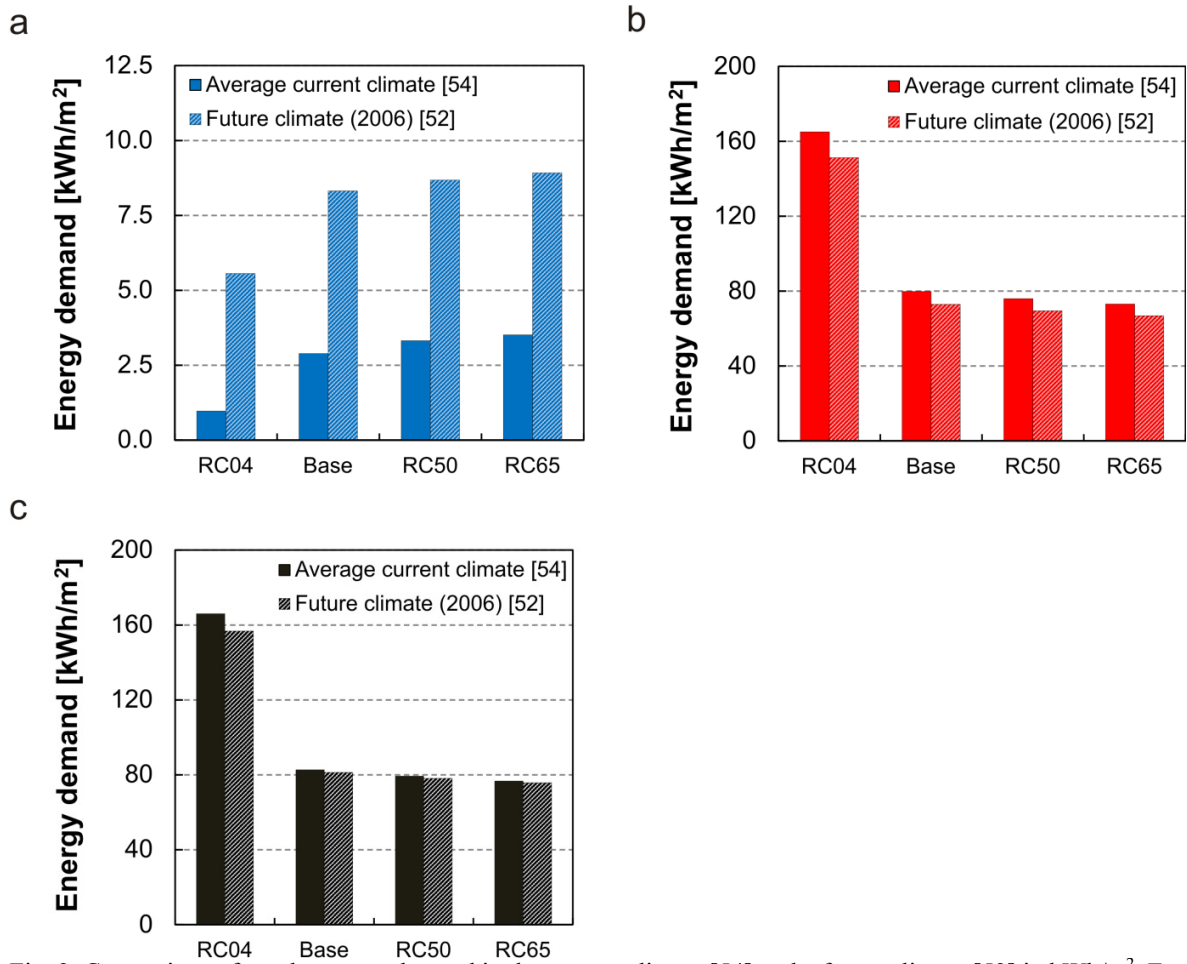 a
Energy demand [kWh/m²]
12.5
10.0
7.5
5.0
2.5
0.0
Average current climate [54]
Future climate (2006) [52]
RC04 Base RC50 RC65
b
Energy demand [kWh/m²]
200
160
120
80
40
0
Average current climate [54]
Future climate (2006) [52]
RC04 Base RC50 RC65
c
Energy demand [kWh/m²]
200
160
120
80
40
0
Average current climate [54]
Future climate (2006) [52]
RC04 Base RC50 RC65